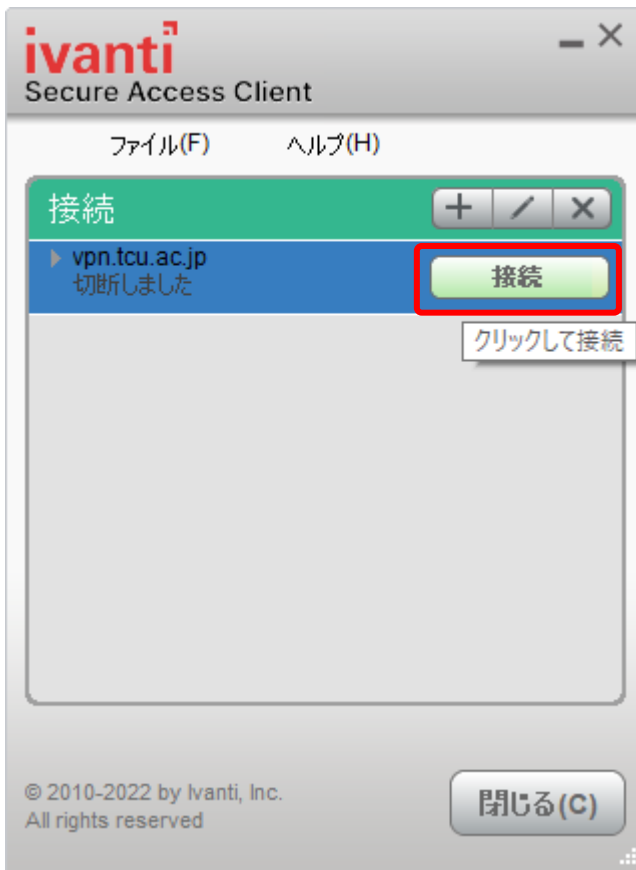 ivanti
Secure Access Client
ファイル(F) ヘルプ(H)
接続
vpn.tcu.ac.jp
切断しました
接続
クリックして接続
© 2010-2022 by Ivanti, Inc.
All rights reserved
閉じる(C)